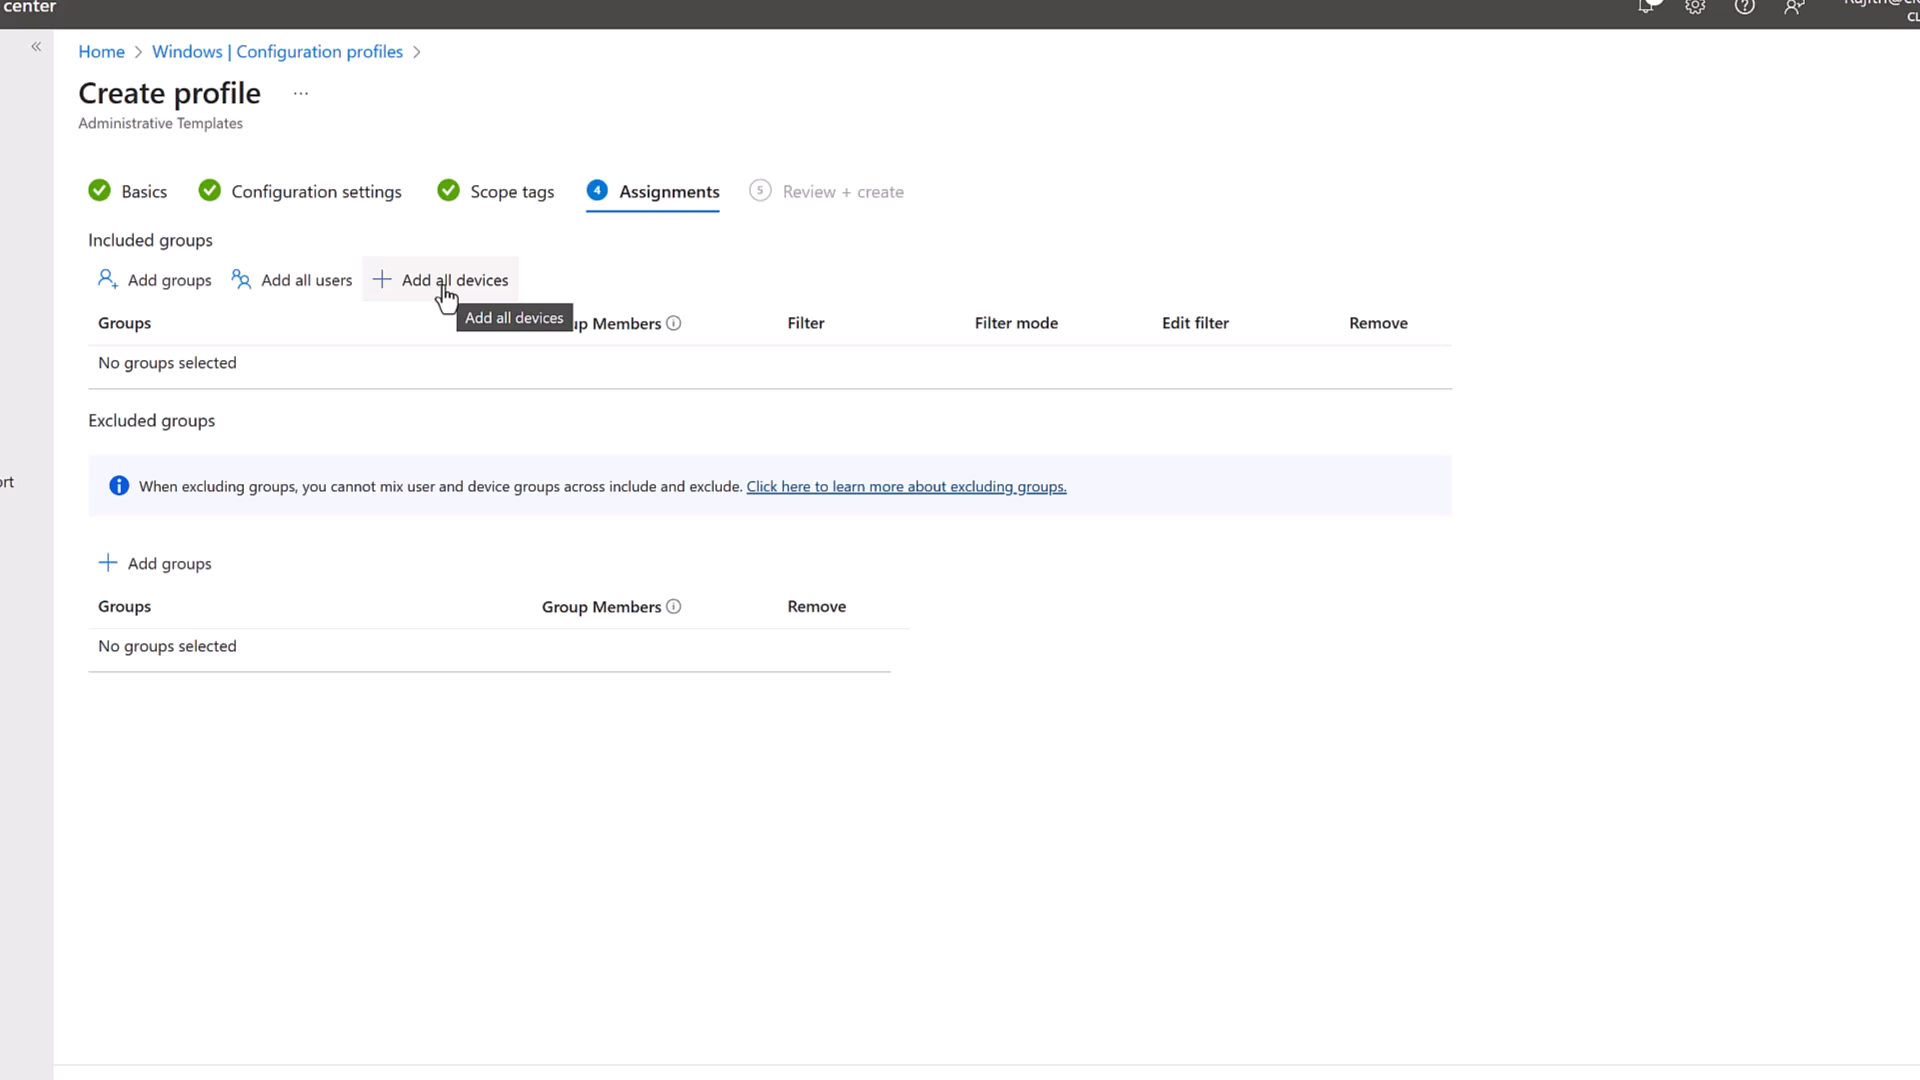 center
Home > Windows | Configuration profiles >
Create profile ...
Administrative Templates
Basics Configuration settings Scope tags 4 Assignments 5 Review + create
Included groups
Add groups Add all users Add all devices
Add all devices
Groups up Members Filter Filter mode Edit filter Remove
No groups selected
Excluded groups
ort
When excluding groups, you cannot mix user and device groups across include and exclude. Click here to learn more about excluding groups.
Add groups
Groups Group Members Remove
No groups selected